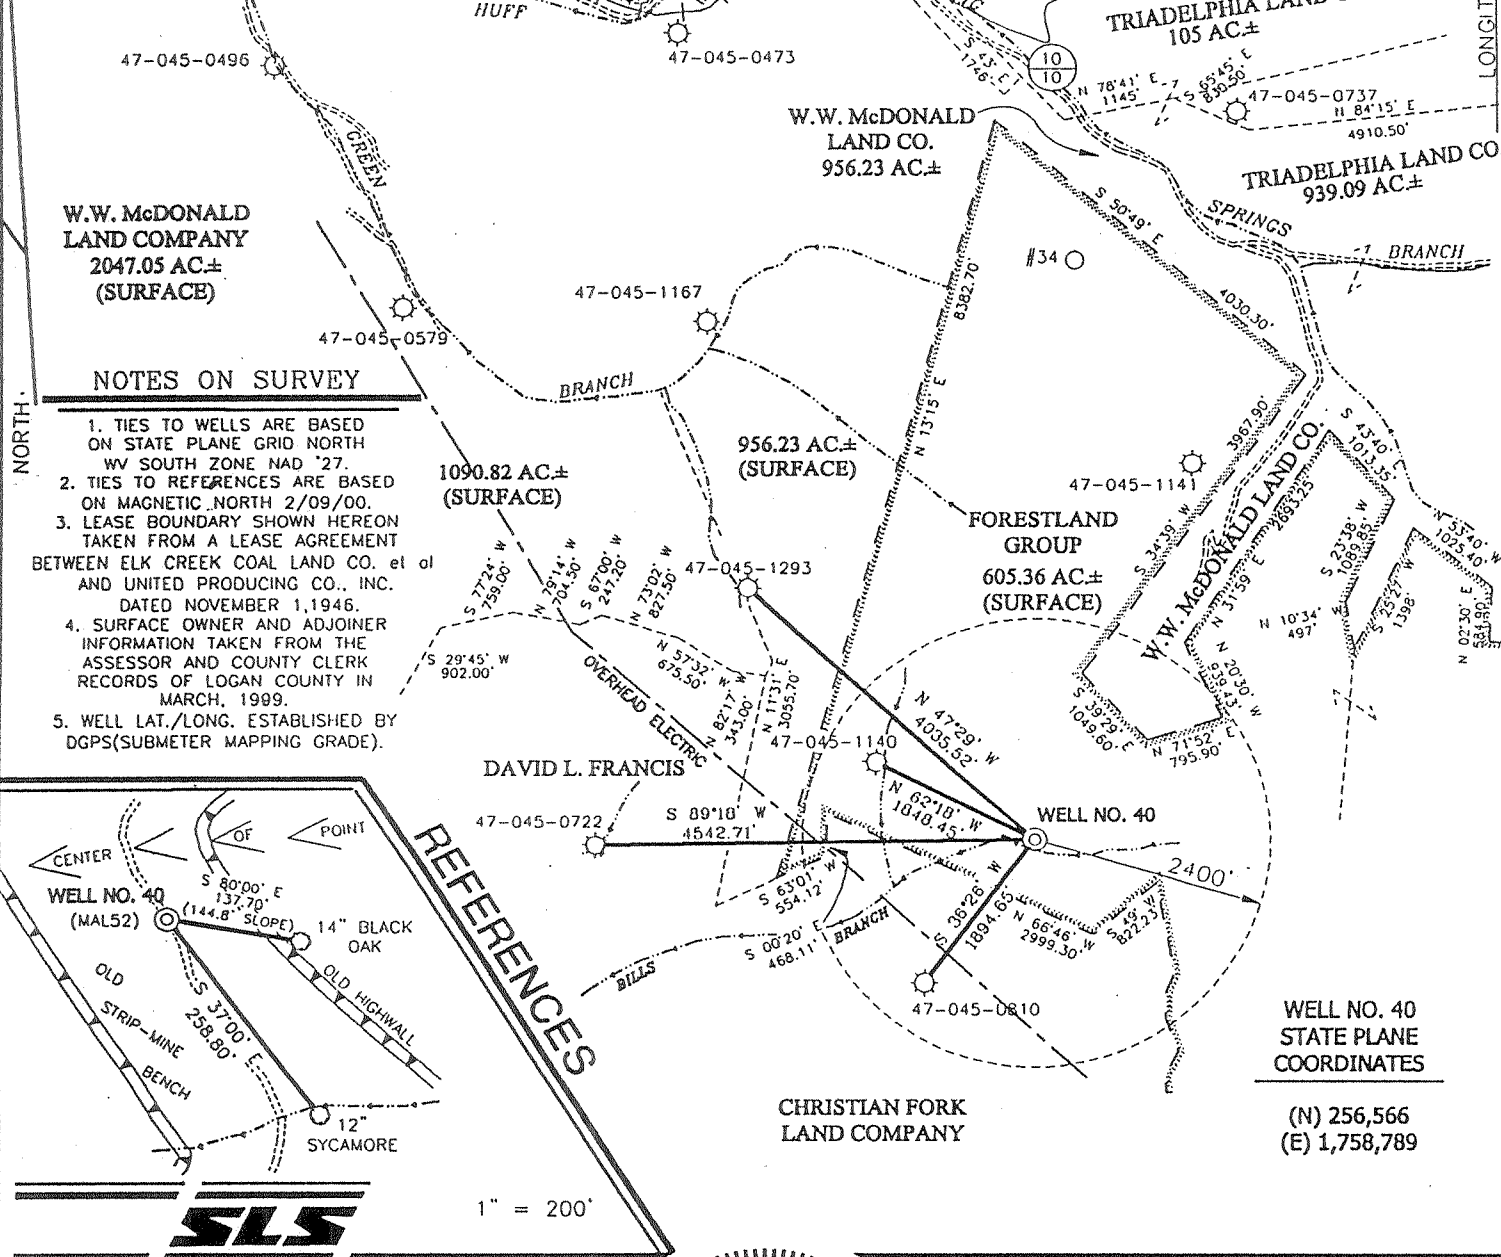 HUFF
47-045-0496
47-045-0473
TRIADELPHIA LAND
105 AC.±
LONGIT
10
10
S 43° E
1746'
N 78°41' E
1145'
S 65°45' E
830.50'
47-045-0737
N 84°15' E
4910.50'
W.W. McDONALD
LAND CO.
956.23 AC.±
TRIADELPHIA LAND CO
939.09 AC.±
GREEN
W.W. McDONALD
LAND COMPANY
2047.05 AC.±
(SURFACE)
S 50°49' E
4030.30'
SPRINGS
BRANCH
#34
47-045-1167
8382.70'
N 13°15' E
47-045-0579
BRANCH
NOTES ON SURVEY
NORTH
1. TIES TO WELLS ARE BASED
ON STATE PLANE GRID NORTH
WV SOUTH ZONE NAD '27.
2. TIES TO REFERENCES ARE BASED
ON MAGNETIC NORTH 2/09/00.
3. LEASE BOUNDARY SHOWN HEREON
TAKEN FROM A LEASE AGREEMENT
BETWEEN ELK CREEK COAL LAND CO. et al
AND UNITED PRODUCING CO., INC.
DATED NOVEMBER 1,1946.
4. SURFACE OWNER AND ADJOINER
INFORMATION TAKEN FROM THE
ASSESSOR AND COUNTY CLERK
RECORDS OF LOGAN COUNTY IN
MARCH, 1999.
5. WELL LAT./LONG. ESTABLISHED BY
DGPS(SUBMETER MAPPING GRADE).
1090.82 AC.±
(SURFACE)
956.23 AC.±
(SURFACE)
47-045-1141
3967.90'
S 34°39' W
W.W. McDONALD LAND CO.
N 31°59' E
2693.25
S 43°40' E
1013.35'
S 23°38' W
1089.85'
N 53°40' W
1025.40'
S 25°27' W
1398'
N 10°34'
497'
N 02°30' E
584.90'
FORESTLAND
GROUP
605.36 AC.±
(SURFACE)
S 77°24' W
759.00'
N 79°14' W
704.50'
S 67°00' W
247.20'
N 73°02' W
827.50'
47-045-1293
S 29°45' W
902.00'
N 57°32' W
675.50'
OVERHEAD ELECTRIC
N 82°17' W
343.00'
N 11°31' E
3055.70'
N 47°29' W
4035.52'
47-045-1140
S 39°29' E
1049.60'
N 20°30' W
939.43'
N 71°52' E
795.90'
DAVID L. FRANCIS
47-045-0722
S 89°18' W
4542.71'
N 62°18' W
1848.45'
WELL NO. 40
2400'
S 63°01' W
554.12'
S 36°26' W
1894.65'
N 66°46' W
2999.30'
S 49° W
822.23'
S 00°20' E
468.11'
BILLS
BRANCH
47-045-0810
REFERENCES
CENTER
OF
POINT
WELL NO. 40
(MAL52)
S 80°00' E
137.70'
(144.8' SLOPE)
14" BLACK
OAK
OLD HIGHWALL
OLD
STRIP-MINE
BENCH
S 37°00' E
258.80'
12"
SYCAMORE
WELL NO. 40
STATE PLANE
COORDINATES
(N) 256,566
(E) 1,758,789
CHRISTIAN FORK
LAND COMPANY
1" = 200'
SLS